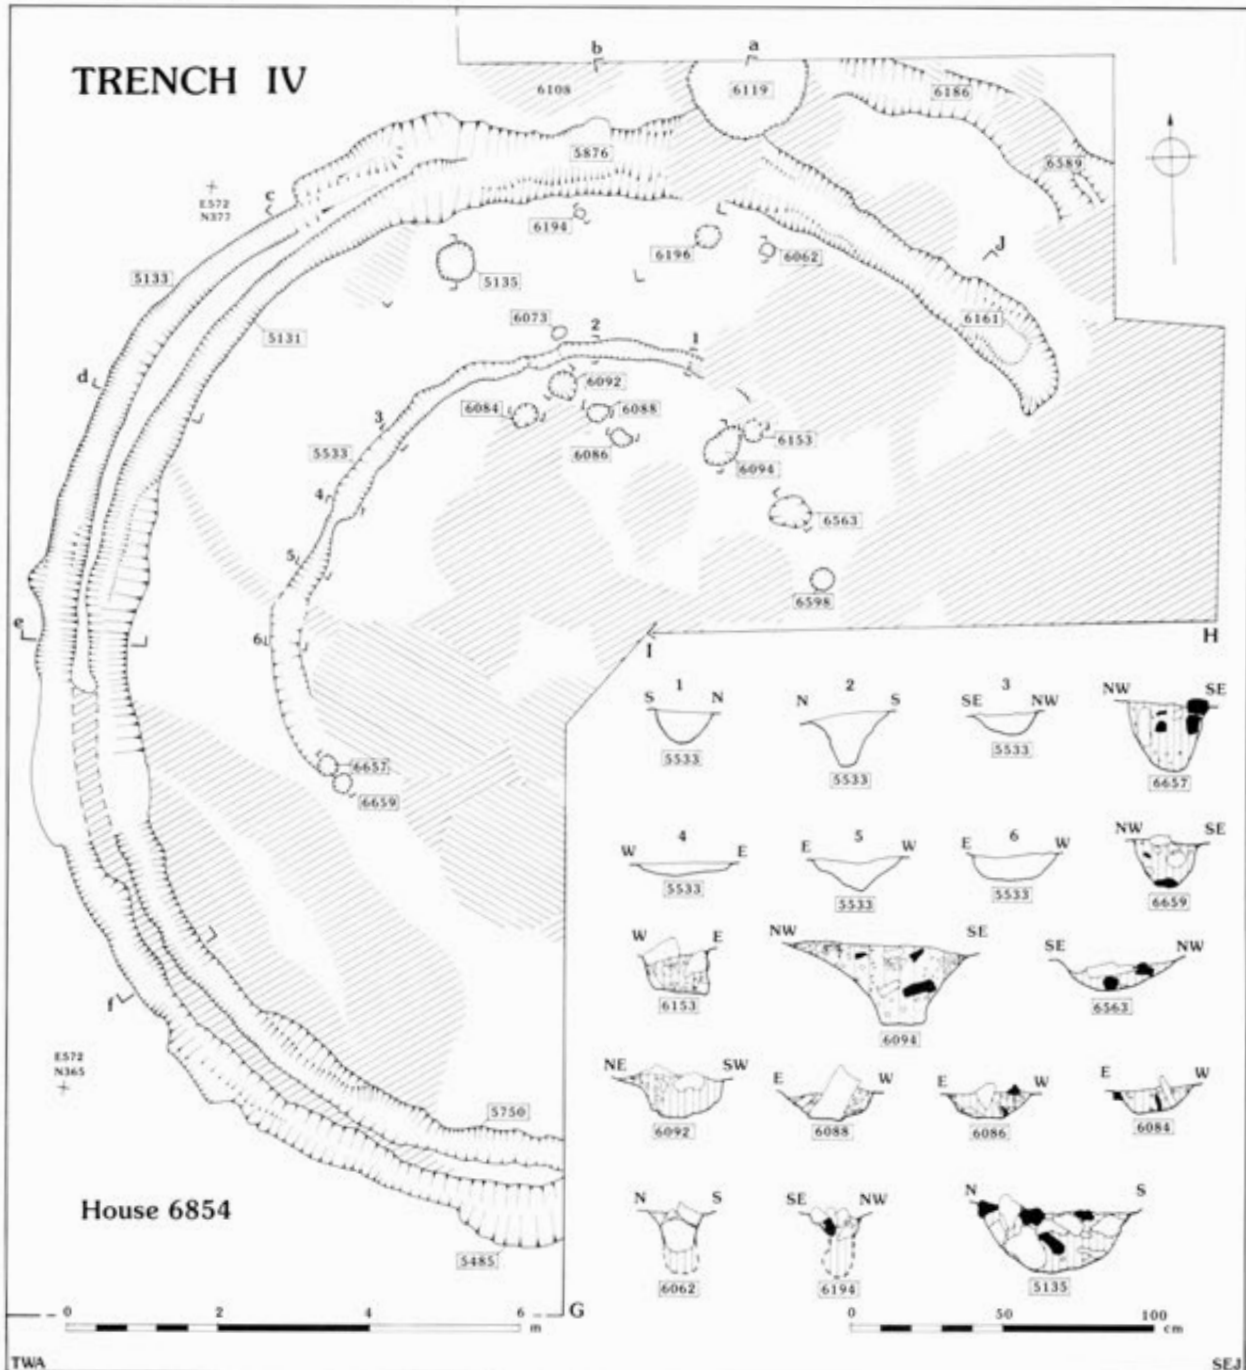 TRENCH IV
b a
6108 6119 6186
5876 6589
c
E572
N377
6194
6196 6062 J
5133 5135
6073 2 1 6161
5131
d
6092
6084 6088
3 6153
5533 6086 6094
4
6563
5
6598
e 6 I H
1 2 3 NW SE
S N N S SE NW
5533 5533 5533 6657
6657
6659
4 5 6 NW SE
W E E W E W
5533 5533 5533 6659
W E NW SE SE NW
6153 6094 6563
f
E572
N365
NE SW E W E W E W
6092 6088 6086 6084
5750
House 6854
N S SE NW N S
5485
6062 6194 5135
G
0 2 4 6 m
0 50 100 cm
TWA SEJ